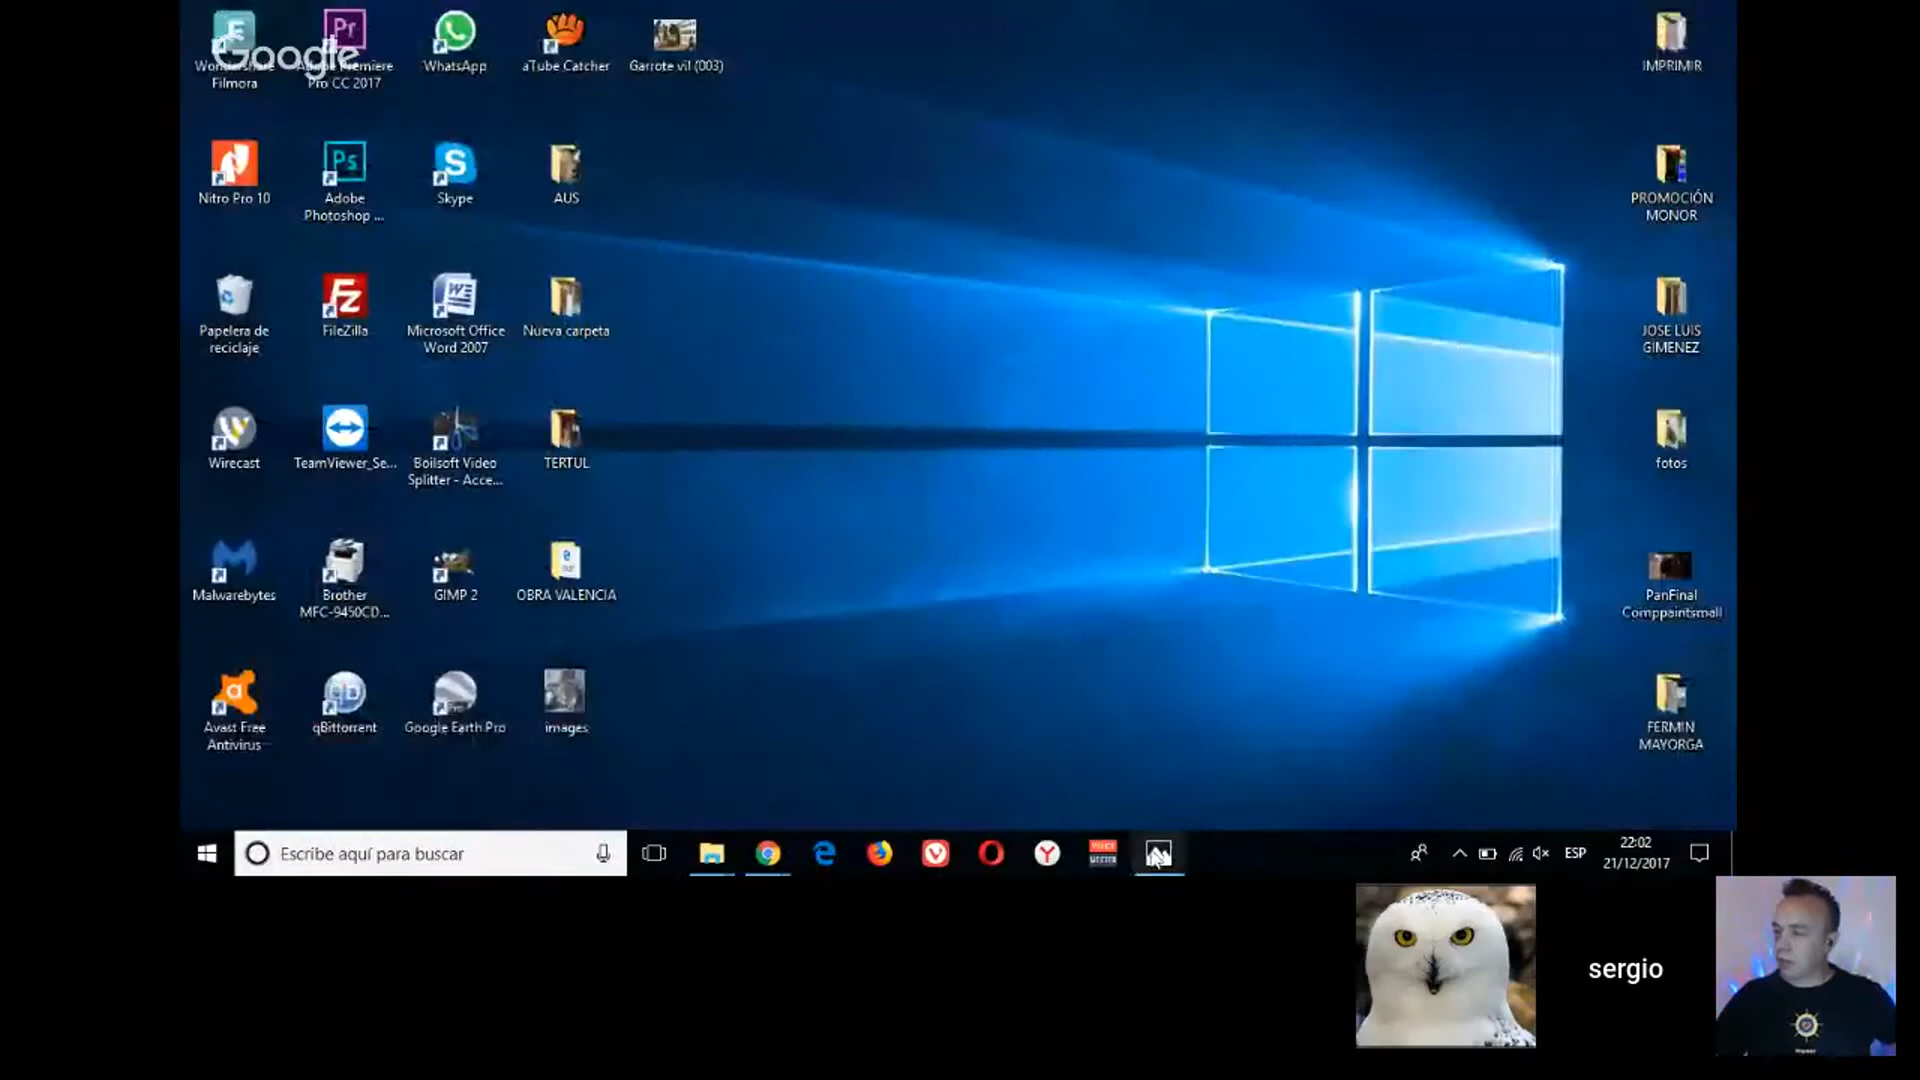 Google
Wondershare
Filmora
Adobe Premiere
Pro CC 2017
WhatsApp
aTube Catcher
Garrote vil (003)
IMPRIMIR
Nitro Pro 10
Adobe
Photoshop ...
Skype
AUS
PROMOCIÓN
MONOR
Papelera de
reciclaje
FileZilla
Microsoft Office
Word 2007
Nueva carpeta
JOSE LUIS
GIMENEZ
Wirecast
TeamViewer_Se...
Boilsoft Video
Splitter - Acce...
TERTUL
fotos
Malwarebytes
Brother
MFC-9450CD...
GIMP 2
OBRA VALENCIA
PanFinal
Comppaintsmall
Avast Free
Antivirus
qBittorrent
Google Earth Pro
images
FERMIN
MAYORGA
Escribe aquí para buscar
ESP
22:02
21/12/2017
sergio